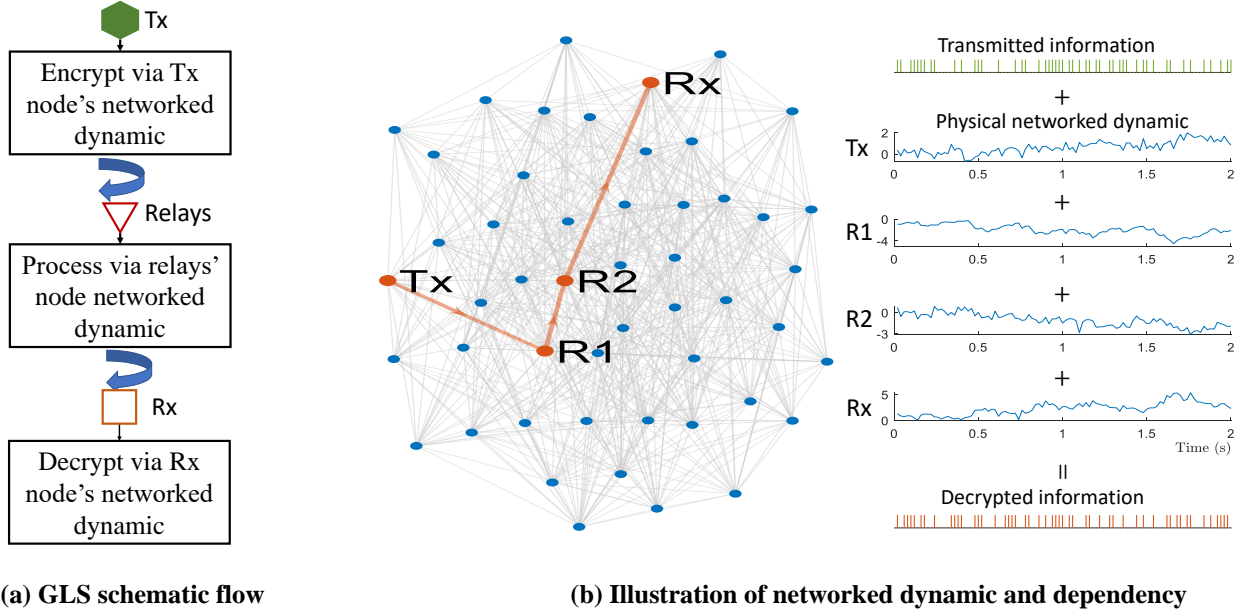 Tx
Encrypt via Tx
node's networked
dynamic
Relays
Process via relays'
node networked
dynamic
Rx
Decrypt via Rx
node's networked
dynamic
(a) GLS schematic flow
Rx
Tx
R2
R1
Transmitted information
+
Physical networked dynamic
Tx
2
0
0 0.5 1 1.5 2
+
R1
0
-4
0 0.5 1 1.5 2
+
R2
0
-3
0 0.5 1 1.5 2
+
Rx
5
0
0 0.5 1 1.5 2
Time (s)
=
Decrypted information
(b) Illustration of networked dynamic and dependency